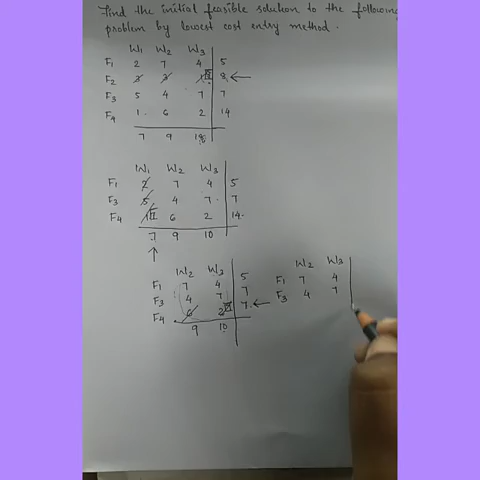 Find the initial feasible solution to the following
problem by lowest cost entry method.
W1 W2 W3
F1 2 7 4 5
F2 3 3 1 8
F3 5 4 7 7
F4 1 6 2 14
7 9 18
W1 W2 W3
F1 2 7 4 5
F3 5 4 7 7
F4 1 6 2 14
7 9 10
W2 W3
F1 7 4 5
F3 4 7 7
F4 6 2 7
9 10
W2 W3
F1 7 4
F3 4 7